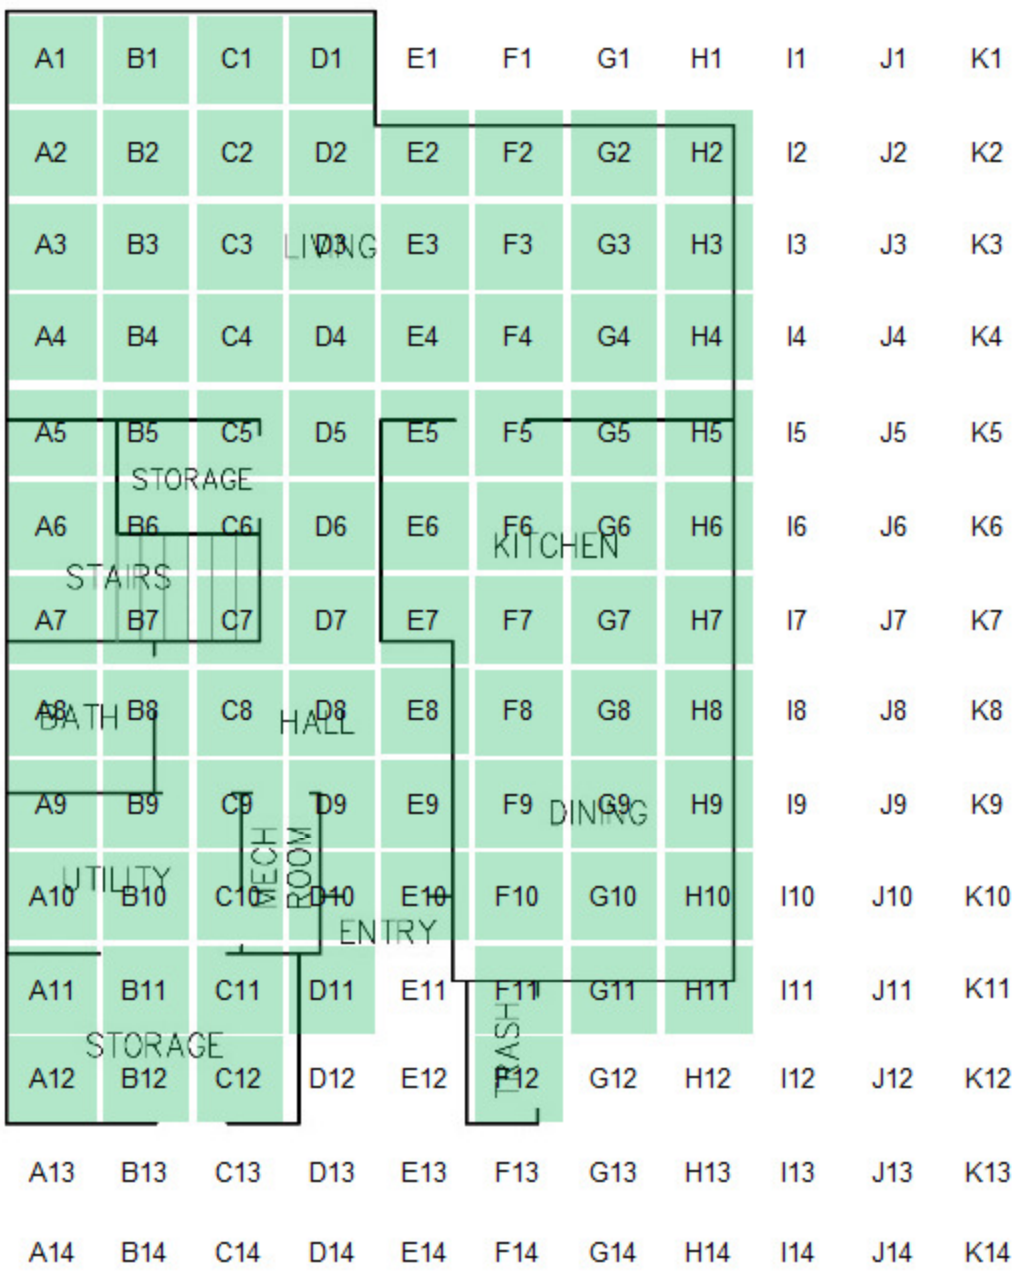 A1 B1 C1 D1 E1 F1 G1 H1 I1 J1 K1
A2 B2 C2 D2 E2 F2 G2 H2 I2 J2 K2
A3 B3 C3 D3 E3 F3 G3 H3 I3 J3 K3
LIVING
A4 B4 C4 D4 E4 F4 G4 H4 I4 J4 K4
A5 B5 C5 D5 E5 F5 G5 H5 I5 J5 K5
STORAGE
A6 B6 C6 D6 E6 F6 G6 H6 I6 J6 K6
KITCHEN
STAIRS
A7 B7 C7 D7 E7 F7 G7 H7 I7 J7 K7
A8 B8 C8 D8 E8 F8 G8 H8 I8 J8 K8
BATH HALL
A9 B9 C9 D9 E9 F9 G9 H9 I9 J9 K9
DINING
MECH
ROOM
UTILITY
A10 B10 C10 D10 E10 F10 G10 H10 I10 J10 K10
ENTRY
A11 B11 C11 D11 E11 F11 G11 H11 I11 J11 K11
STORAGE
TRASH
A12 B12 C12 D12 E12 F12 G12 H12 I12 J12 K12
A13 B13 C13 D13 E13 F13 G13 H13 I13 J13 K13
A14 B14 C14 D14 E14 F14 G14 H14 I14 J14 K14